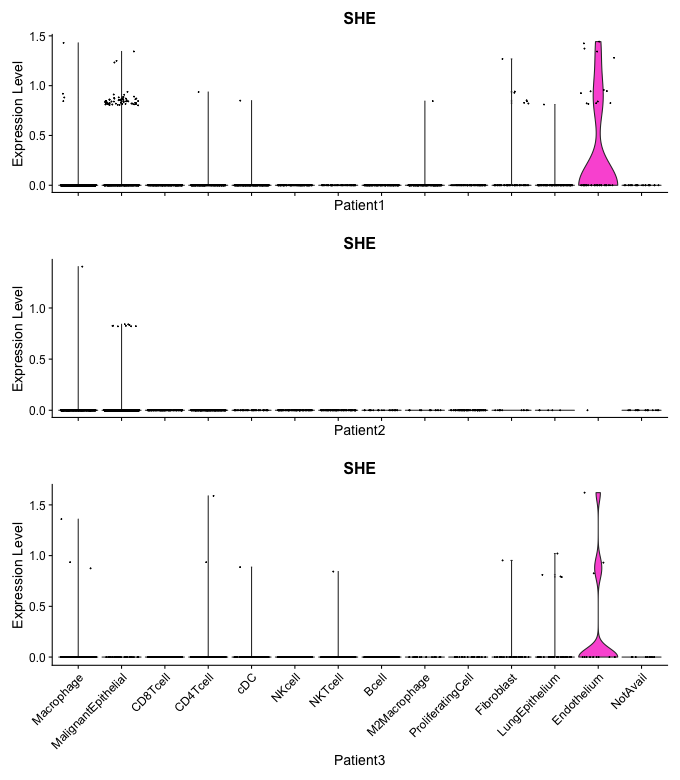 SHE
Expression Level
1.5
1.0
0.5
0.0
Patient1
SHE
Expression Level
1.0
0.5
0.0
Patient2
SHE
Expression Level
1.5
1.0
0.5
0.0
Macrophage
MalignantEpithelial
CD8Tcell
CD4Tcell
cDC
NKcell
NKTcell
Bcell
M2Macrophage
ProliferatingCell
Fibroblast
LungEpithelium
Endothelium
NotAvail
Patient3